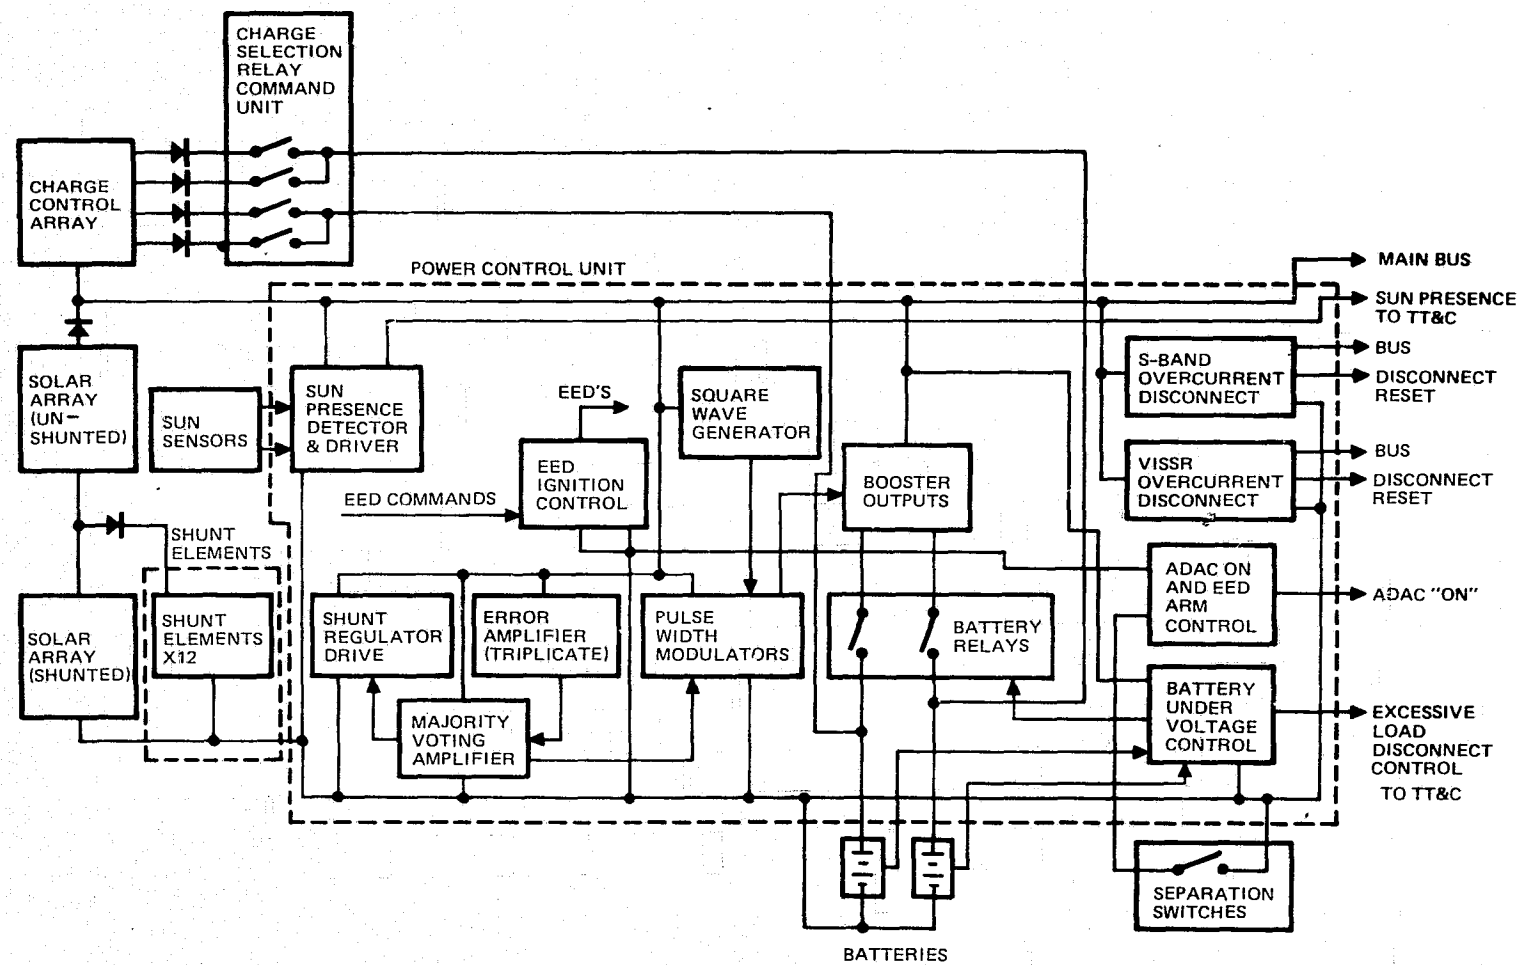 CHARGE
SELECTION
RELAY
COMMAND
UNIT
CHARGE
CONTROL
ARRAY
POWER CONTROL UNIT
MAIN BUS
SUN PRESENCE
TO TT&C
SOLAR
ARRAY
(UN-
SHUNTED)
SUN
SENSORS
SUN
PRESENCE
DETECTOR
& DRIVER
EED'S
EED
IGNITION
CONTROL
EED COMMANDS
SQUARE
WAVE
GENERATOR
BOOSTER
OUTPUTS
S-BAND
OVERCURRENT
DISCONNECT
BUS
DISCONNECT
RESET
VISSR
OVERCURRENT
DISCONNECT
BUS
DISCONNECT
RESET
SHUNT
ELEMENTS
SOLAR
ARRAY
(SHUNTED)
SHUNT
ELEMENTS
X12
SHUNT
REGULATOR
DRIVE
ERROR
AMPLIFIER
(TRIPLICATE)
PULSE
WIDTH
MODULATORS
BATTERY
RELAYS
ADAC ON
AND EED
ARM
CONTROL
ADAC "ON"
MAJORITY
VOTING
AMPLIFIER
BATTERY
UNDER
VOLTAGE
CONTROL
EXCESSIVE
LOAD
DISCONNECT
CONTROL
TO TT&C
SEPARATION
SWITCHES
BATTERIES